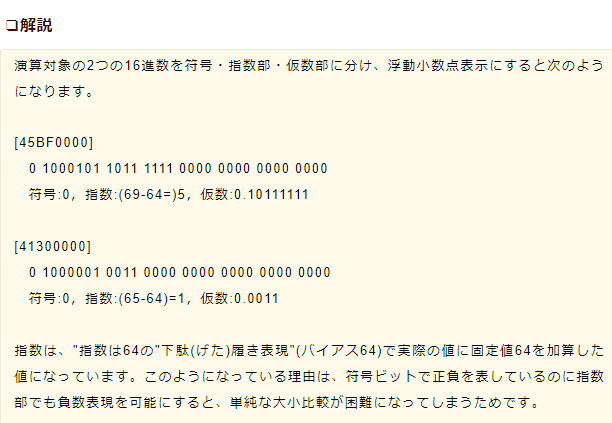 ❏解説
演算対象の2つの16進数を符号・指数部・仮数部に分け、浮動小数点表示にすると次のよう
になります。
[45BF0000]
0 1000101 1011 1111 0000 0000 0000 0000
符号:0，指数:(69-64=)5，仮数:0.10111111
[41300000]
0 1000001 0011 0000 0000 0000 0000 0000
符号:0，指数:(65-64)=1，仮数:0.0011
指数は、"指数は64の"下駄(げた)履き表現"(バイアス64)で実際の値に固定値64を加算した
値になっています。このようになっている理由は、符号ビットで正負を表しているのに指数
部でも負数表現を可能にすると、単純な大小比較が困難になってしまうためです。